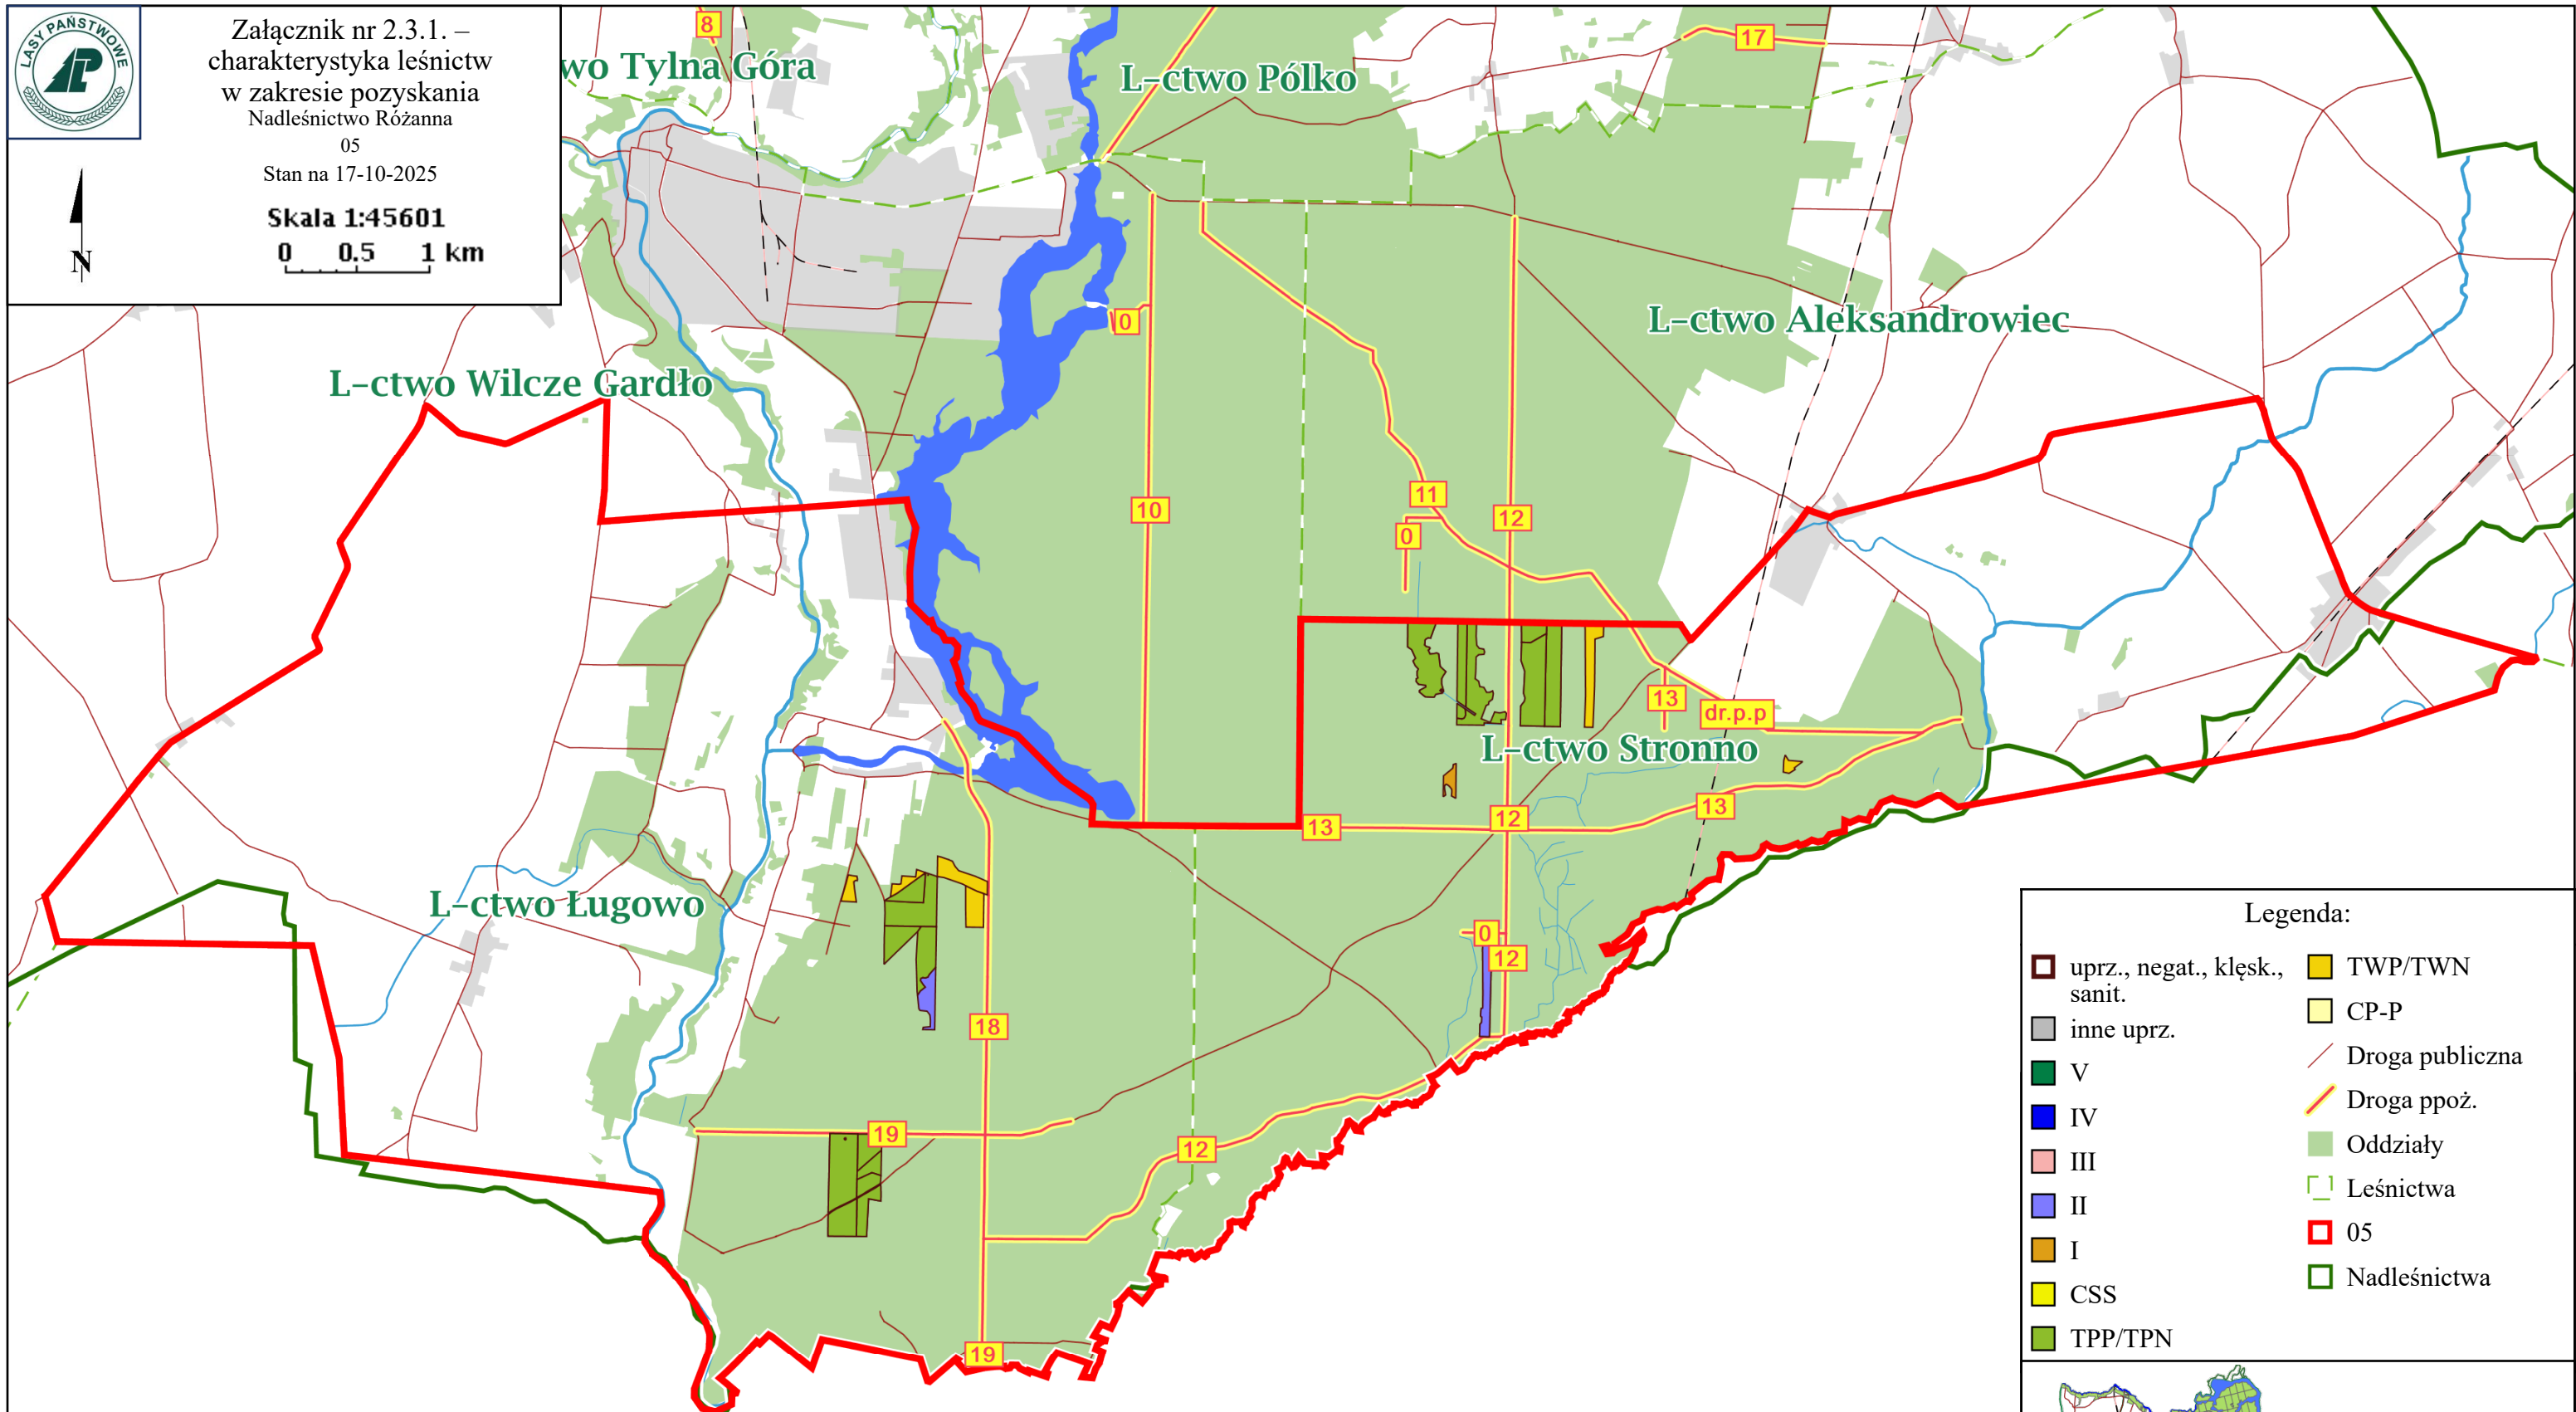 LASY PAŃSTWOWE
Załącznik nr 2.3.1. –
charakterystyka leśnictw
w zakresie pozyskania
Nadleśnictwo Różanna
05
Stan na 17-10-2025
Skala 1:45601
0 0.5 1 km
N
8
17
wo Tylna Góra
L-ctwo Pólko
L-ctwo Aleksandrowiec
0
L-ctwo Wilcze Gardło
11
10
12
0
13
dr.p.p
L-ctwo Stronno
13
12
13
L-ctwo Ługowo
0
12
18
19
12
19
Legenda:
uprz., negat., klęsk.,
sanit.
inne uprz.
V
IV
III
II
I
CSS
TPP/TPN
TWP/TWN
CP-P
Droga publiczna
Droga ppoż.
Oddziały
Leśnictwa
05
Nadleśnictwa